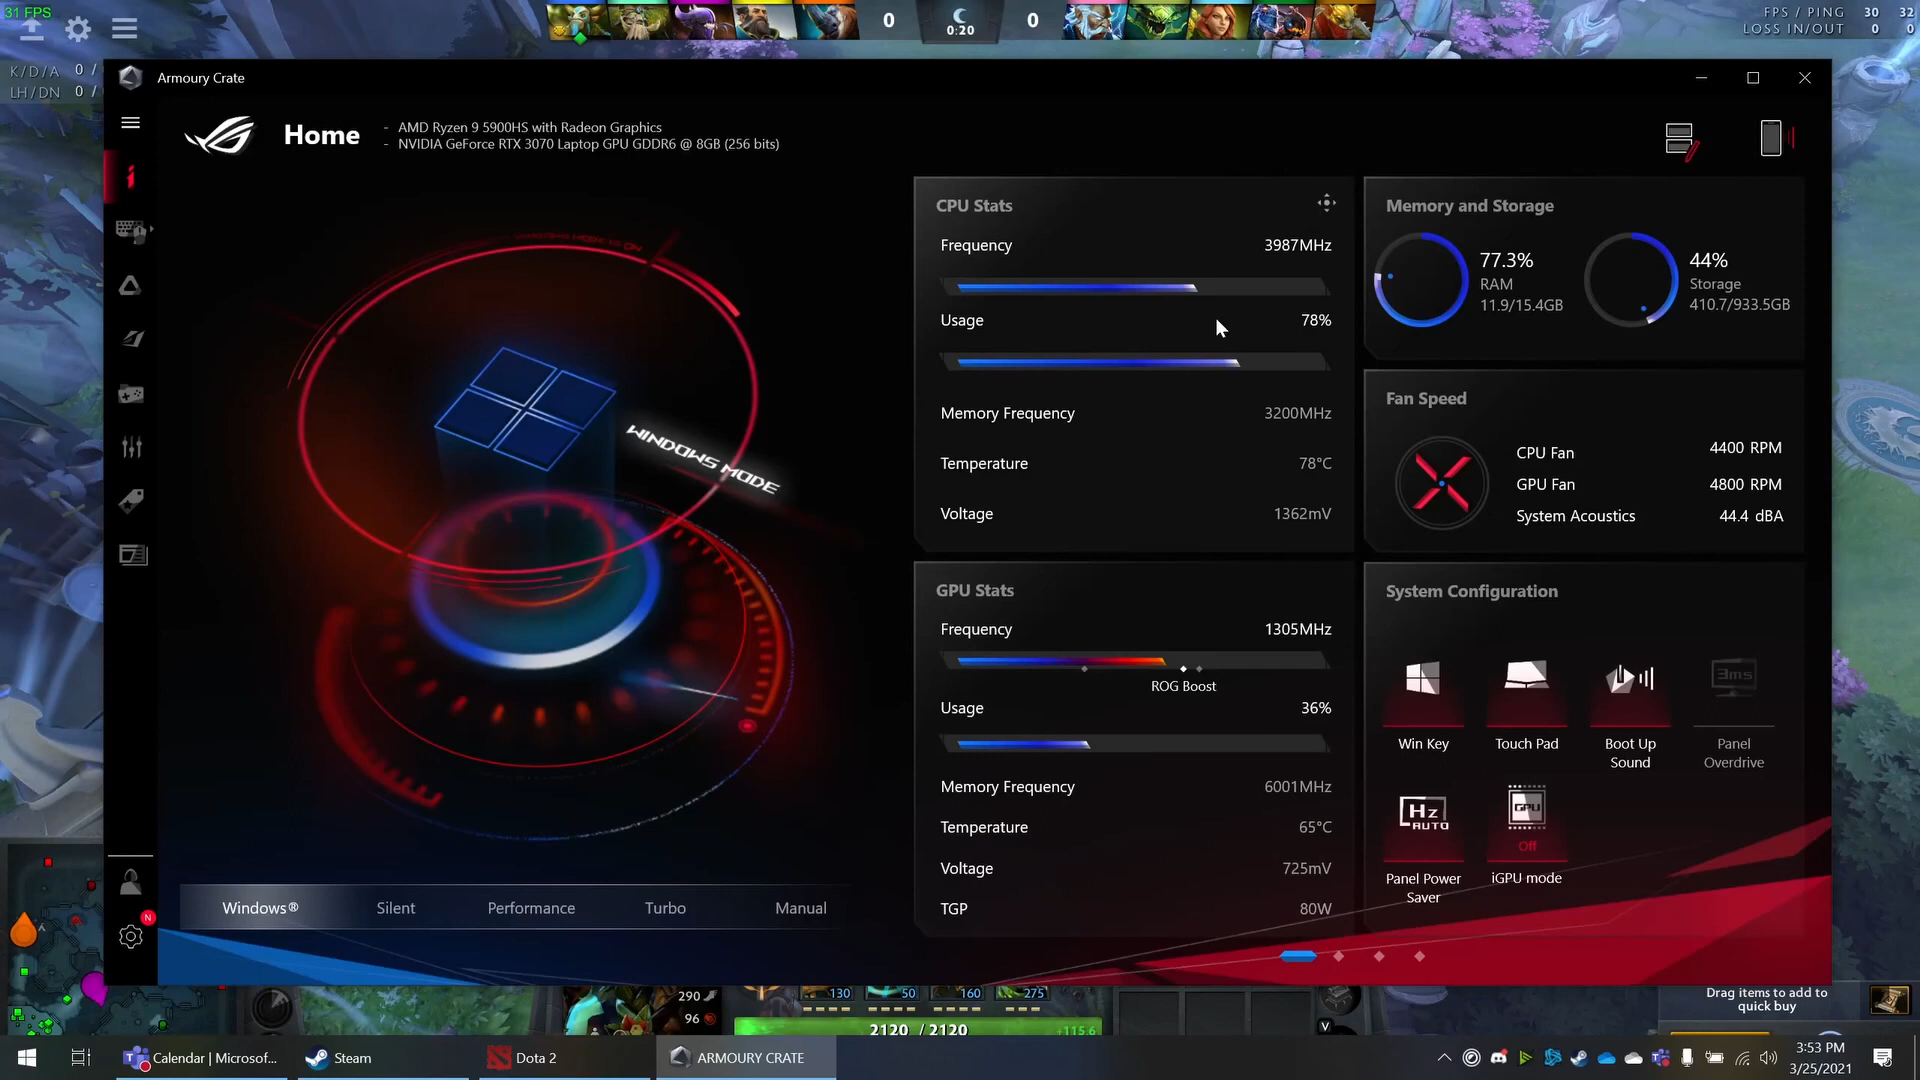 31 FPS
K/D/A 0 /
LH/DN 0 /
0
0:20
0
FPS / PING 30 32
LOSS IN/OUT 0 0
Armoury Crate
Home
- AMD Ryzen 9 5900HS with Radeon Graphics
- NVIDIA GeForce RTX 3070 Laptop GPU GDDR6 @ 8GB (256 bits)
WINDOWS MODE
Windows®
Silent
Performance
Turbo
Manual
CPU Stats
Frequency 3987MHz
Usage 78%
Memory Frequency 3200MHz
Temperature 78°C
Voltage 1362mV
GPU Stats
Frequency 1305MHz
ROG Boost
Usage 36%
Memory Frequency 6001MHz
Temperature 65°C
Voltage 725mV
TGP 80W
Memory and Storage
77.3%
RAM
11.9/15.4GB
44%
Storage
410.7/933.5GB
Fan Speed
CPU Fan 4400 RPM
GPU Fan 4800 RPM
System Acoustics 44.4 dBA
System Configuration
Win Key
Touch Pad
Boot Up
Sound
3ms
Panel
Overdrive
Hz
AUTO
Panel Power
Saver
GPU
Off
iGPU mode
N
290
96
130
50
160
275
2120 / 2120
+115.6
V
Drag items to add to
quick buy
Calendar | Microsof...
Steam
Dota 2
ARMOURY CRATE
3:53 PM
3/25/2021